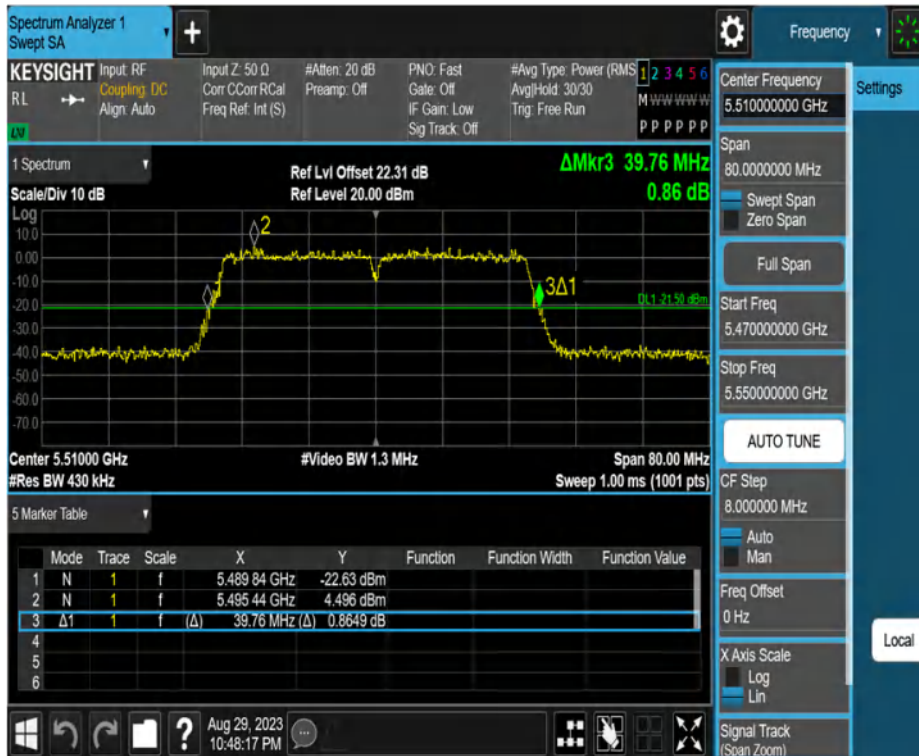 Spectrum Analyzer 1
Swept SA
Frequency
KEYSIGHT
RL
Input: RF
Coupling: DC
Align: Auto
Input Z: 50 Ω
Corr CCorr RCal
Freq Ref: Int (S)
#Atten: 20 dB
Preamp: Off
PNO: Fast
Gate: Off
IF Gain: Low
Sig Track: Off
#Avg Type: Power (RMS
Avg|Hold: 30/30
Trig: Free Run
1 2 3 4 5 6
M W W W W W
P P P P P P
Center Frequency
5.510000000 GHz
Settings
Span
80.0000000 MHz
Swept Span
Zero Span
Full Span
Start Freq
5.470000000 GHz
Stop Freq
5.550000000 GHz
AUTO TUNE
CF Step
8.000000 MHz
Auto
Man
Freq Offset
0 Hz
X Axis Scale
Log
Lin
Signal Track
(Span Zoom)
Local
1 Spectrum
Scale/Div 10 dB
Ref Lvl Offset 22.31 dB
Ref Level 20.00 dBm
ΔMkr3 39.76 MHz
0.86 dB
Log
10.0
0.00
-10.0
-20.0
-30.0
-40.0
-50.0
-60.0
-70.0
2
3Δ1
DL1 -21.50 dBm
Center 5.51000 GHz
#Video BW 1.3 MHz
Span 80.00 MHz
#Res BW 430 kHz
Sweep 1.00 ms (1001 pts)
5 Marker Table
Mode Trace Scale X Y Function Function Width Function Value
1 N 1 f 5.489 84 GHz -22.63 dBm
2 N 1 f 5.495 44 GHz 4.496 dBm
3 Δ1 1 f (Δ) 39.76 MHz (Δ) 0.8649 dB
4
5
6
?
Aug 29, 2023
10:48:17 PM